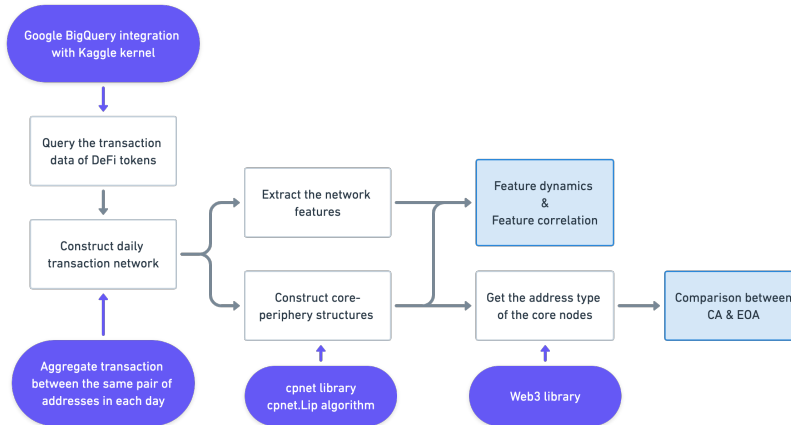 Google BigQuery integration
with Kaggle kernel
Query the transaction
data of DeFi tokens
Construct daily
transaction network
Aggregate transaction
between the same pair of
addresses in each day
Extract the network
features
Construct core-
periphery structures
cpnet library
cpnet.Lip algorithm
Feature dynamics
&
Feature correlation
Get the address type
of the core nodes
Web3 library
Comparison between
CA & EOA